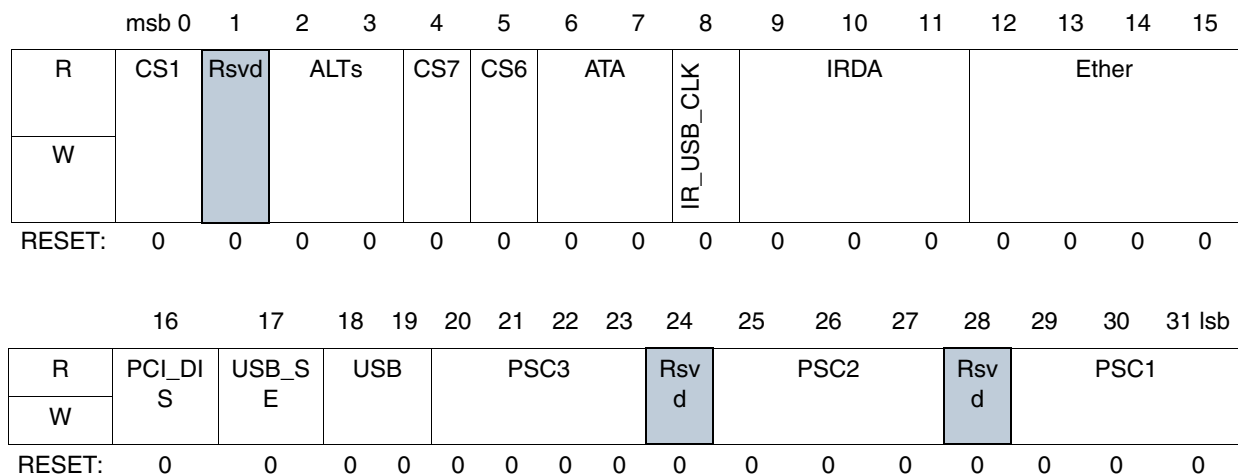 msb 0 1 2 3 4 5 6 7 8 9 10 11 12 13 14 15
R CS1 Rsvd ALTs CS7 CS6 ATA IR_USB_CLK IRDA Ether
W
RESET: 0 0 0 0 0 0 0 0 0 0 0 0 0 0 0 0
16 17 18 19 20 21 22 23 24 25 26 27 28 29 30 31 lsb
R PCI_DI USB_S USB PSC3 Rsv PSC2 Rsv PSC1
S E d d
W
RESET: 0 0 0 0 0 0 0 0 0 0 0 0 0 0 0 0